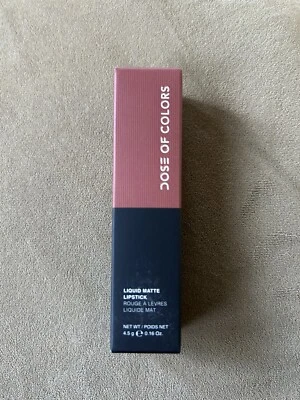 DOSE OF COLORS
LIQUID MATTE
LIPSTICK
ROUGE À LÈVRES
LIQUIDE MAT
NET WT / POIDS NET
4.5 g ℮ 0.16 Oz.